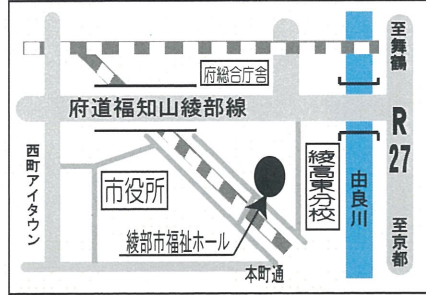 至舞鶴
府総合庁舎
府道福知山綾部線
R
27
西町アイタウン
市役所
綾高東分校
由良川
綾部市福祉ホール
至京都
本町通